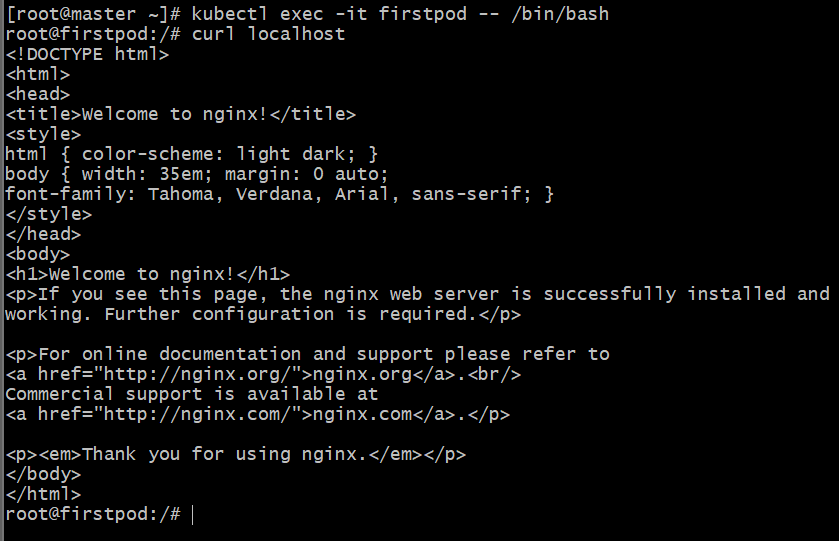 [root@master ~]# kubectl exec -it firstpod -- /bin/bash
root@firstpod:/# curl localhost
<!DOCTYPE html>
<html>
<head>
<title>Welcome to nginx!</title>
<style>
html { color-scheme: light dark; }
body { width: 35em; margin: 0 auto;
font-family: Tahoma, Verdana, Arial, sans-serif; }
</style>
</head>
<body>
<h1>Welcome to nginx!</h1>
<p>If you see this page, the nginx web server is successfully installed and
working. Further configuration is required.</p>

<p>For online documentation and support please refer to
<a href="http://nginx.org/">nginx.org</a>.<br/>
Commercial support is available at
<a href="http://nginx.com/">nginx.com</a>.</p>

<p><em>Thank you for using nginx.</em></p>
</body>
</html>
root@firstpod:/#